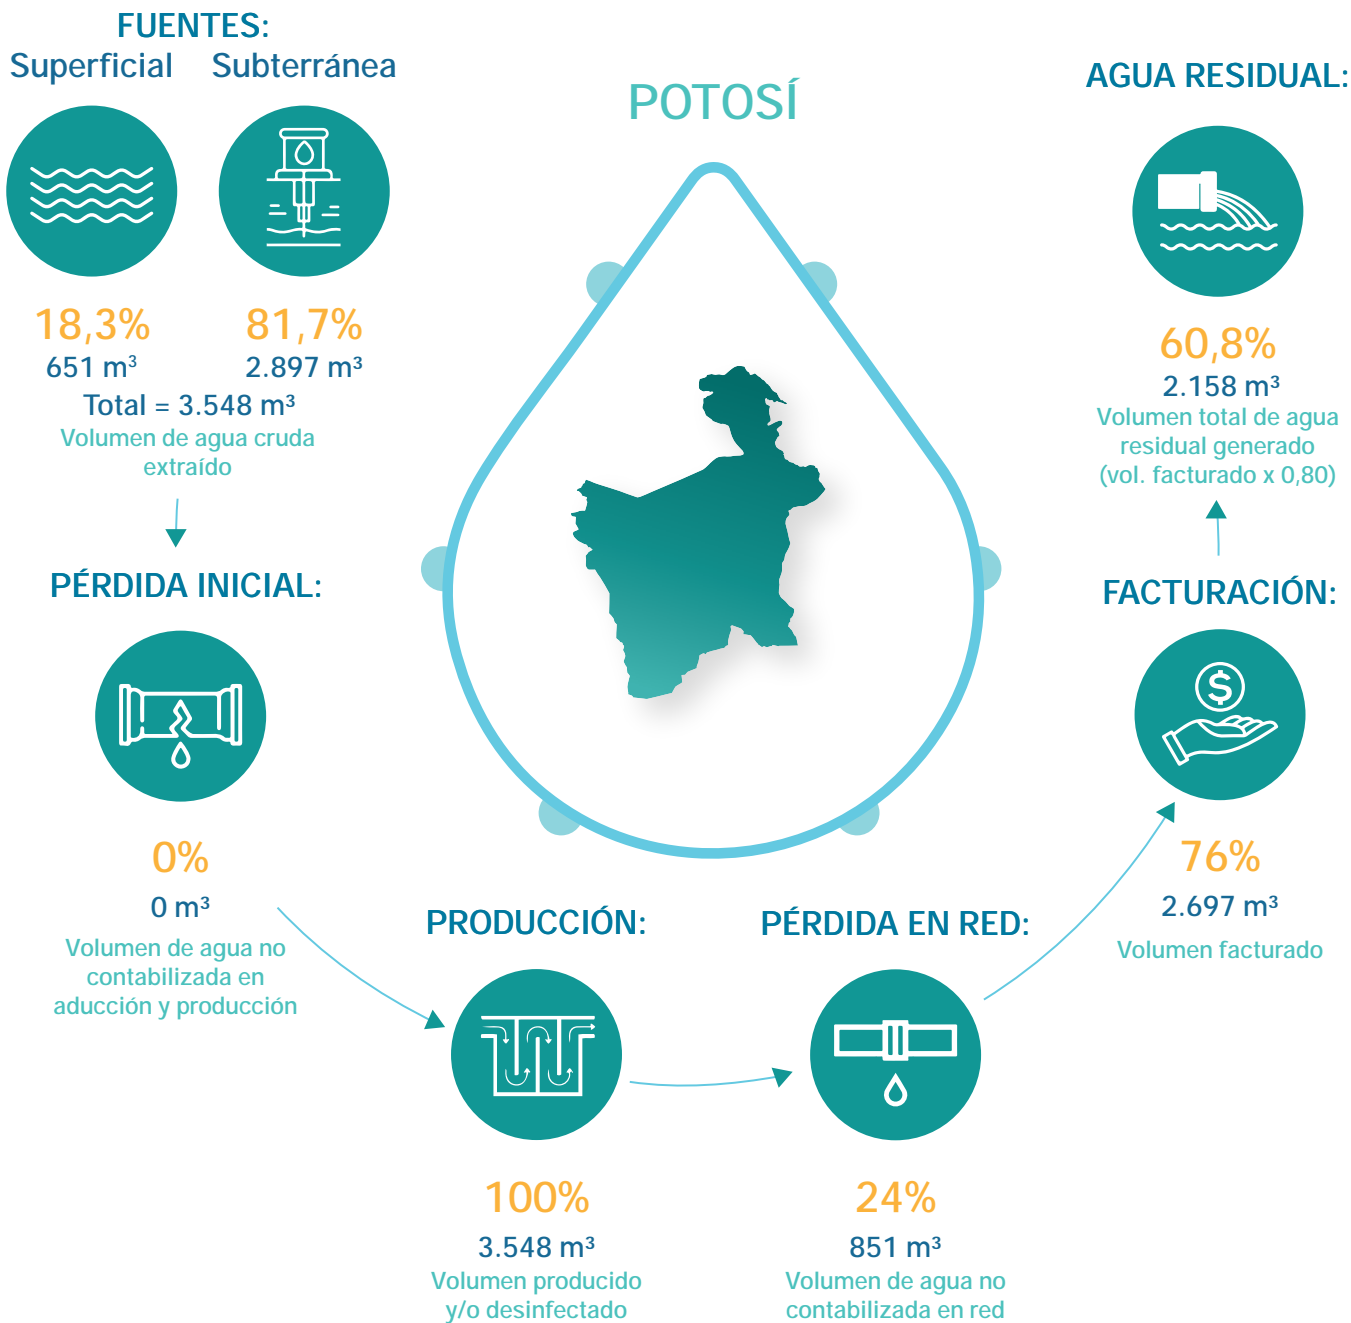 FUENTES:
Superficial
Subterránea
18,3%
651 m³
81,7%
2.897 m³
Total = 3.548 m³
Volumen de agua cruda
extraído
PÉRDIDA INICIAL:
0%
0 m³
Volumen de agua no
contabilizada en
aducción y producción
POTOSÍ
PRODUCCIÓN:
100%
3.548 m³
Volumen producido
y/o desinfectado
PÉRDIDA EN RED:
24%
851 m³
Volumen de agua no
contabilizada en red
FACTURACIÓN:
$
76%
2.697 m³
Volumen facturado
AGUA RESIDUAL:
60,8%
2.158 m³
Volumen total de agua
residual generado
(vol. facturado x 0,80)